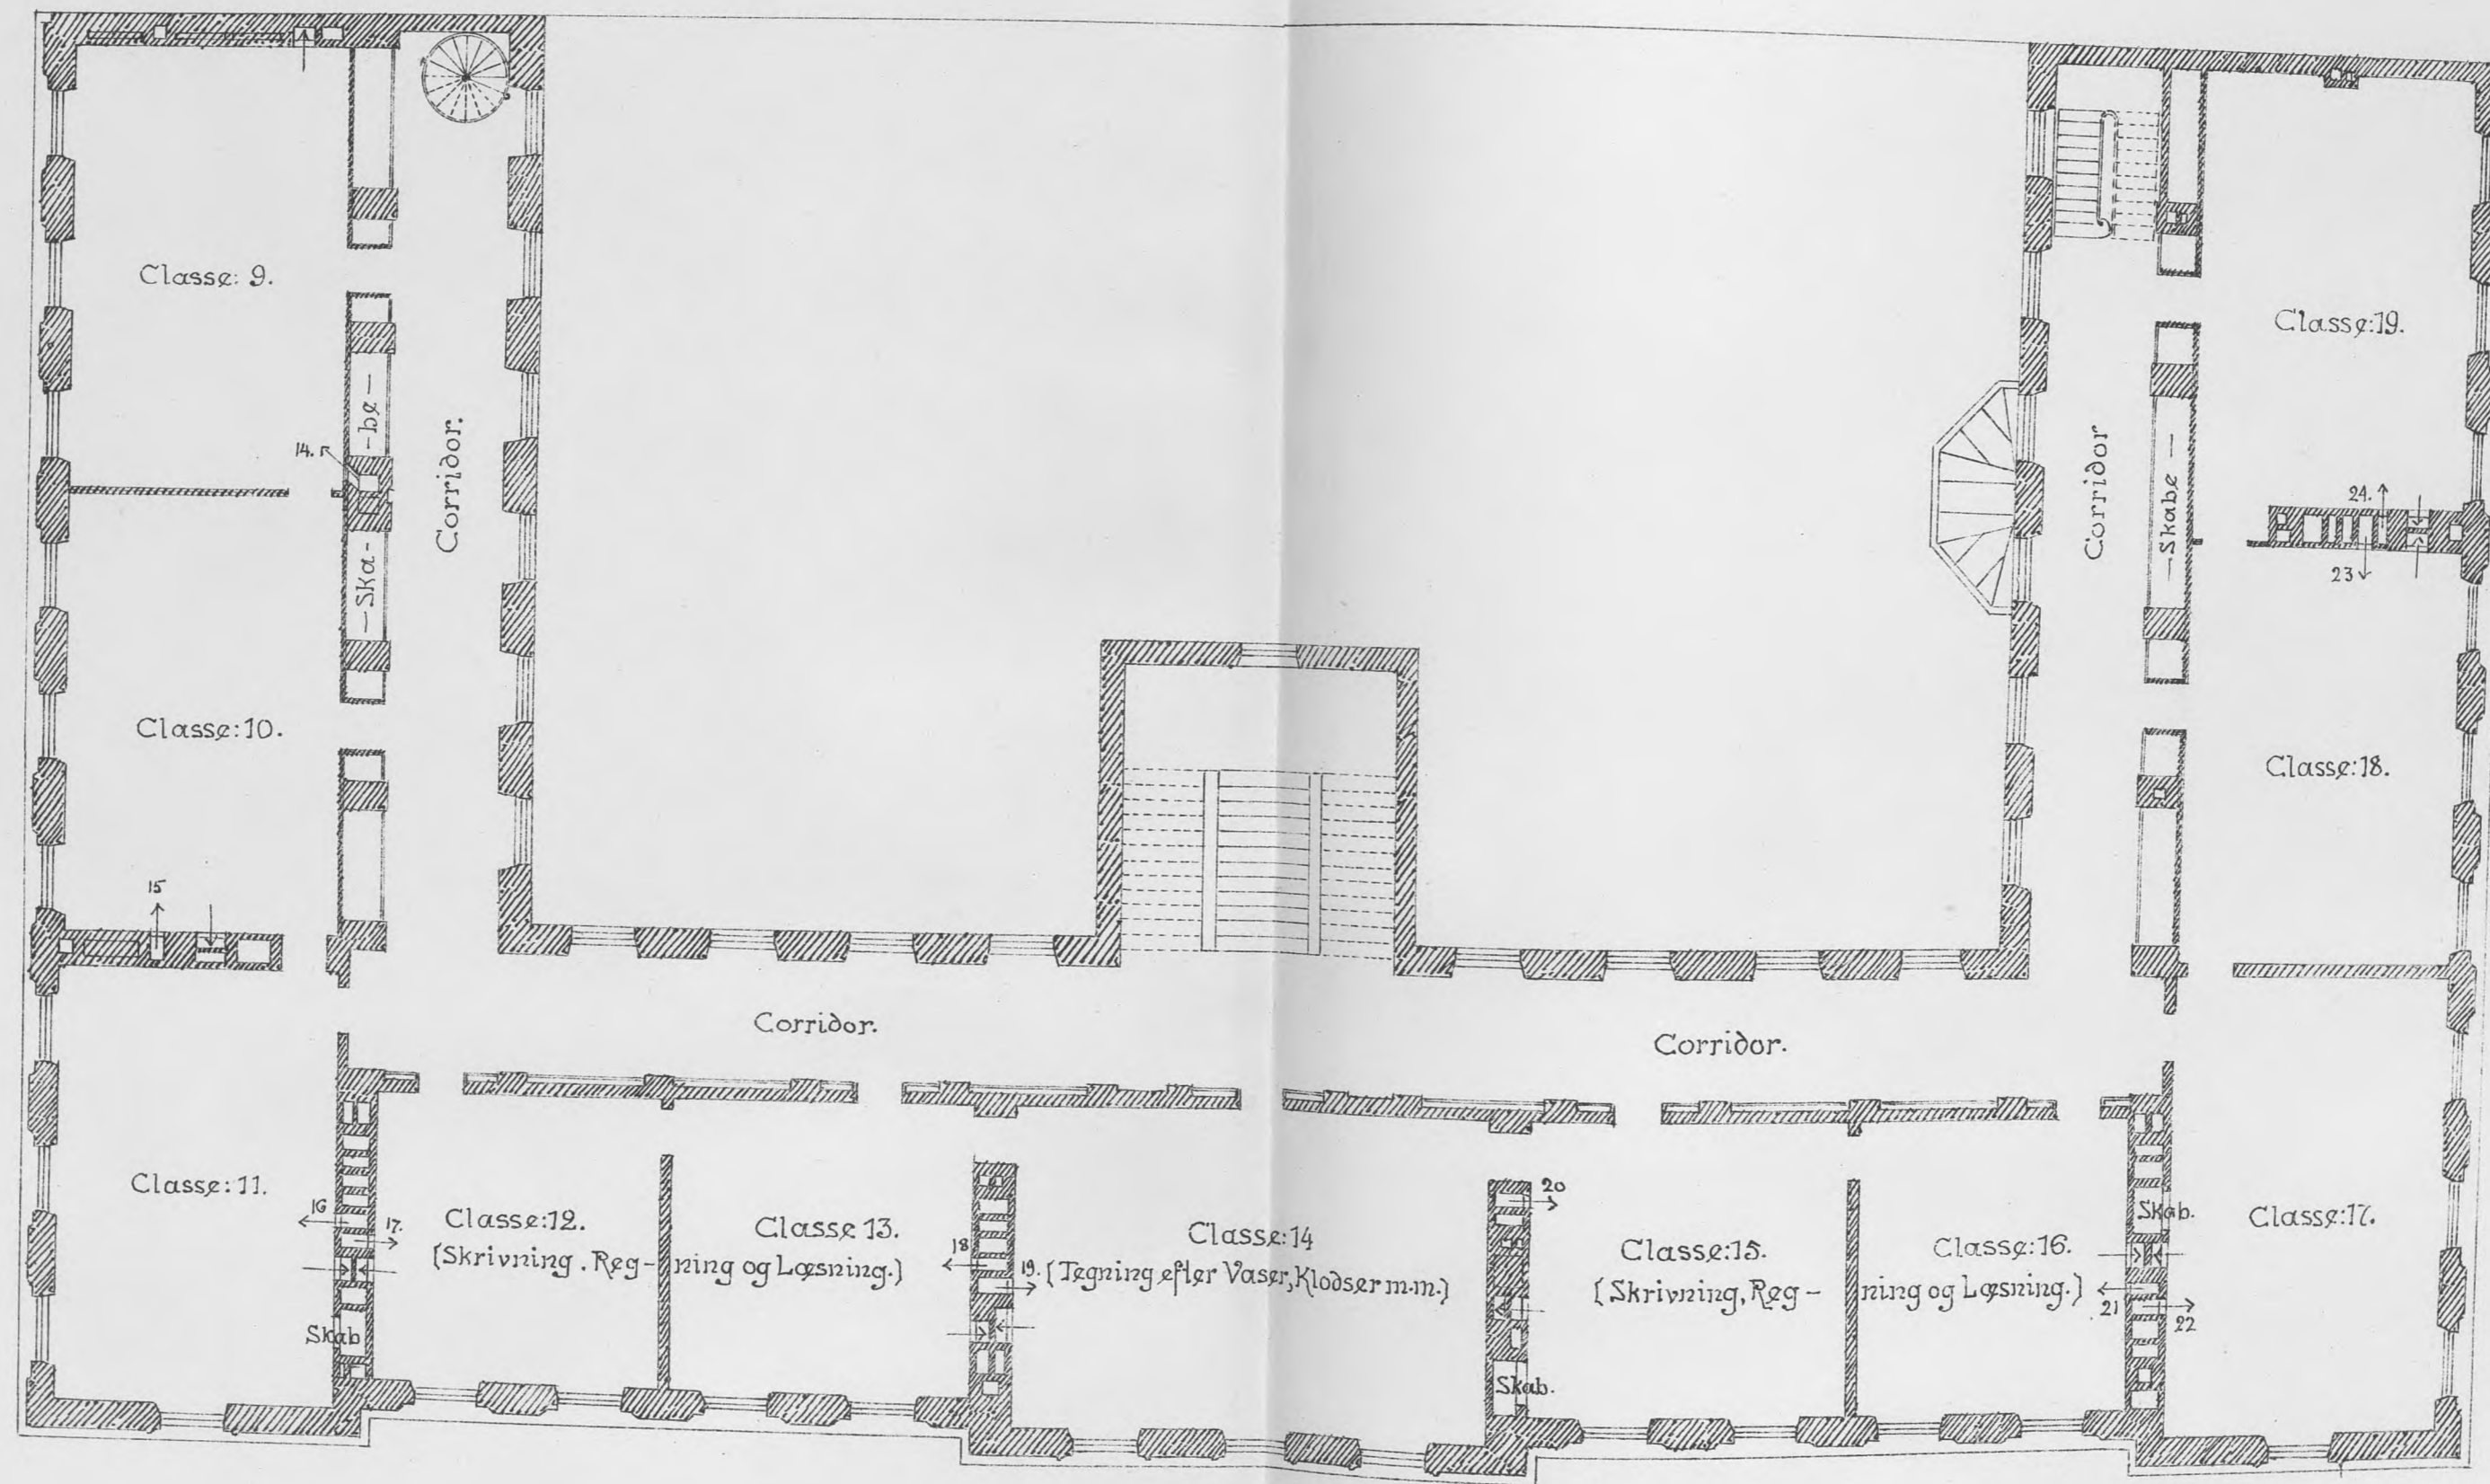 Classe: 9.
Classe:19.
—Ska-
-be—
Corridor.
14.
Corridor
—Skabe—
24.
23
Classe:10.
Classe:18.
15
Corridor.
Corridor.
Classe:11.
16
17.
Skab
Classe:12.
(Skrivning, Reg-
Classe 13.
ning og Læsning.)
18
19.
Classe:14
(Tegning efter Vaser, Klodser m.m.)
20
Skab.
Classe:15.
(Skrivning, Reg-
Classe:16.
ning og Læsning.)
21
22
Skab.
Classe:17.